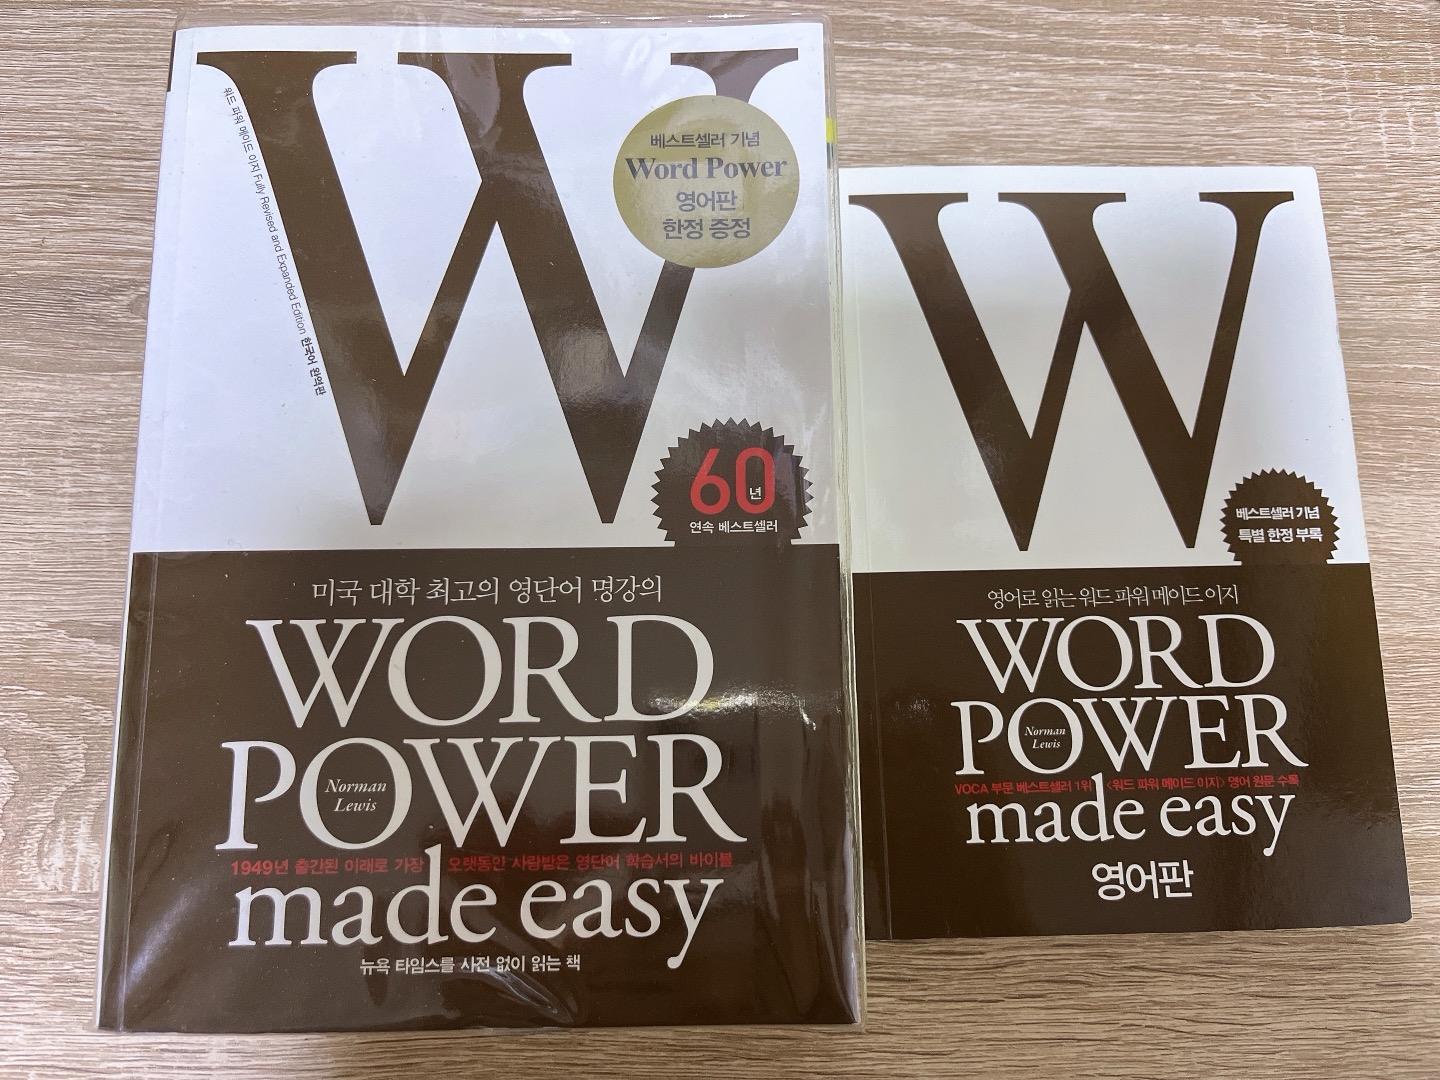 워드 파워 메이드 이지 Fully Revised and Expanded Edition 한국어 완역판
W
베스트셀러 기념
Word Power
영어판
한정 증정
60년
연속 베스트셀러
미국 대학 최고의 영단어 명강의
WORD
POWER
Norman
Lewis
1949년 출간된 이래로 가장 오랫동안 사랑받은 영단어 학습서의 바이블
made easy
뉴욕 타임스를 사전 없이 읽는 책
W
베스트셀러 기념
특별 한정 부록
영어로 읽는 워드 파워 메이드 이지
WORD
POWER
Norman
Lewis
VOCA 부문 베스트셀러 1위 <워드 파워 메이드 이지> 영어 원문 수록
made easy
영어판